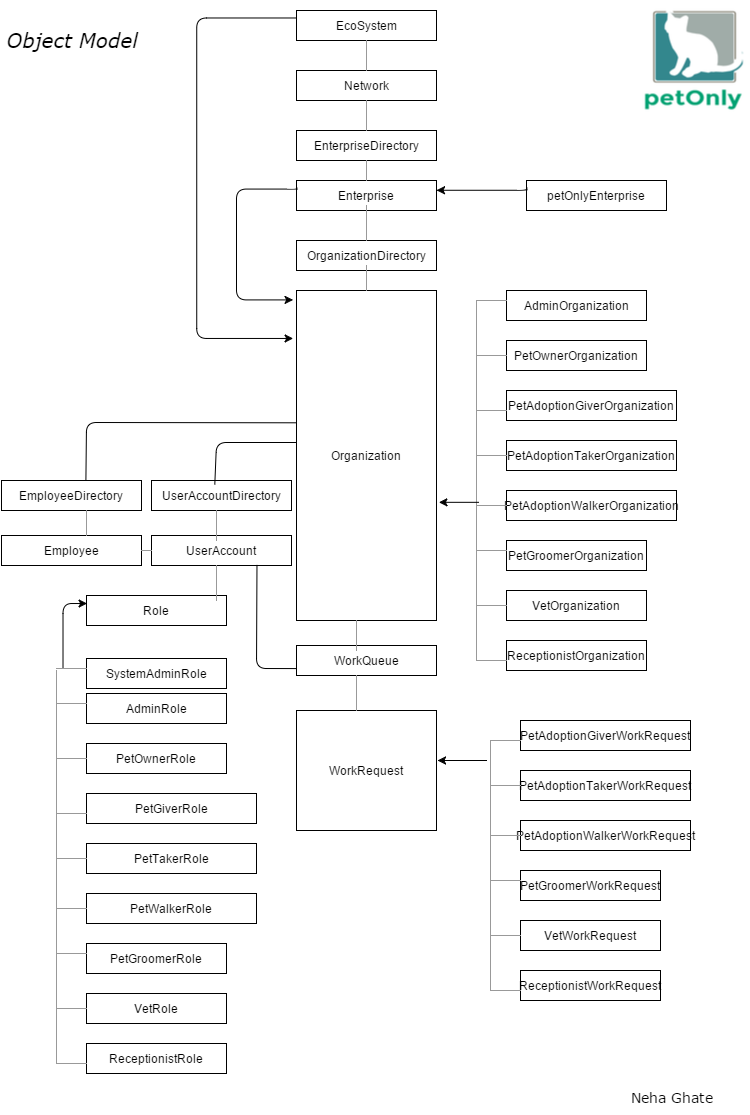 Object Model
petOnly
EcoSystem
Network
EnterpriseDirectory
Enterprise
petOnlyEnterprise
OrganizationDirectory
Organization
AdminOrganization
PetOwnerOrganization
PetAdoptionGiverOrganization
PetAdoptionTakerOrganization
PetAdoptionWalkerOrganization
PetGroomerOrganization
VetOrganization
ReceptionistOrganization
EmployeeDirectory
UserAccountDirectory
Employee
UserAccount
Role
SystemAdminRole
AdminRole
PetOwnerRole
PetGiverRole
PetTakerRole
PetWalkerRole
PetGroomerRole
VetRole
ReceptionistRole
WorkQueue
WorkRequest
PetAdoptionGiverWorkRequest
PetAdoptionTakerWorkRequest
PetAdoptionWalkerWorkRequest
PetGroomerWorkRequest
VetWorkRequest
ReceptionistWorkRequest
Neha Ghate